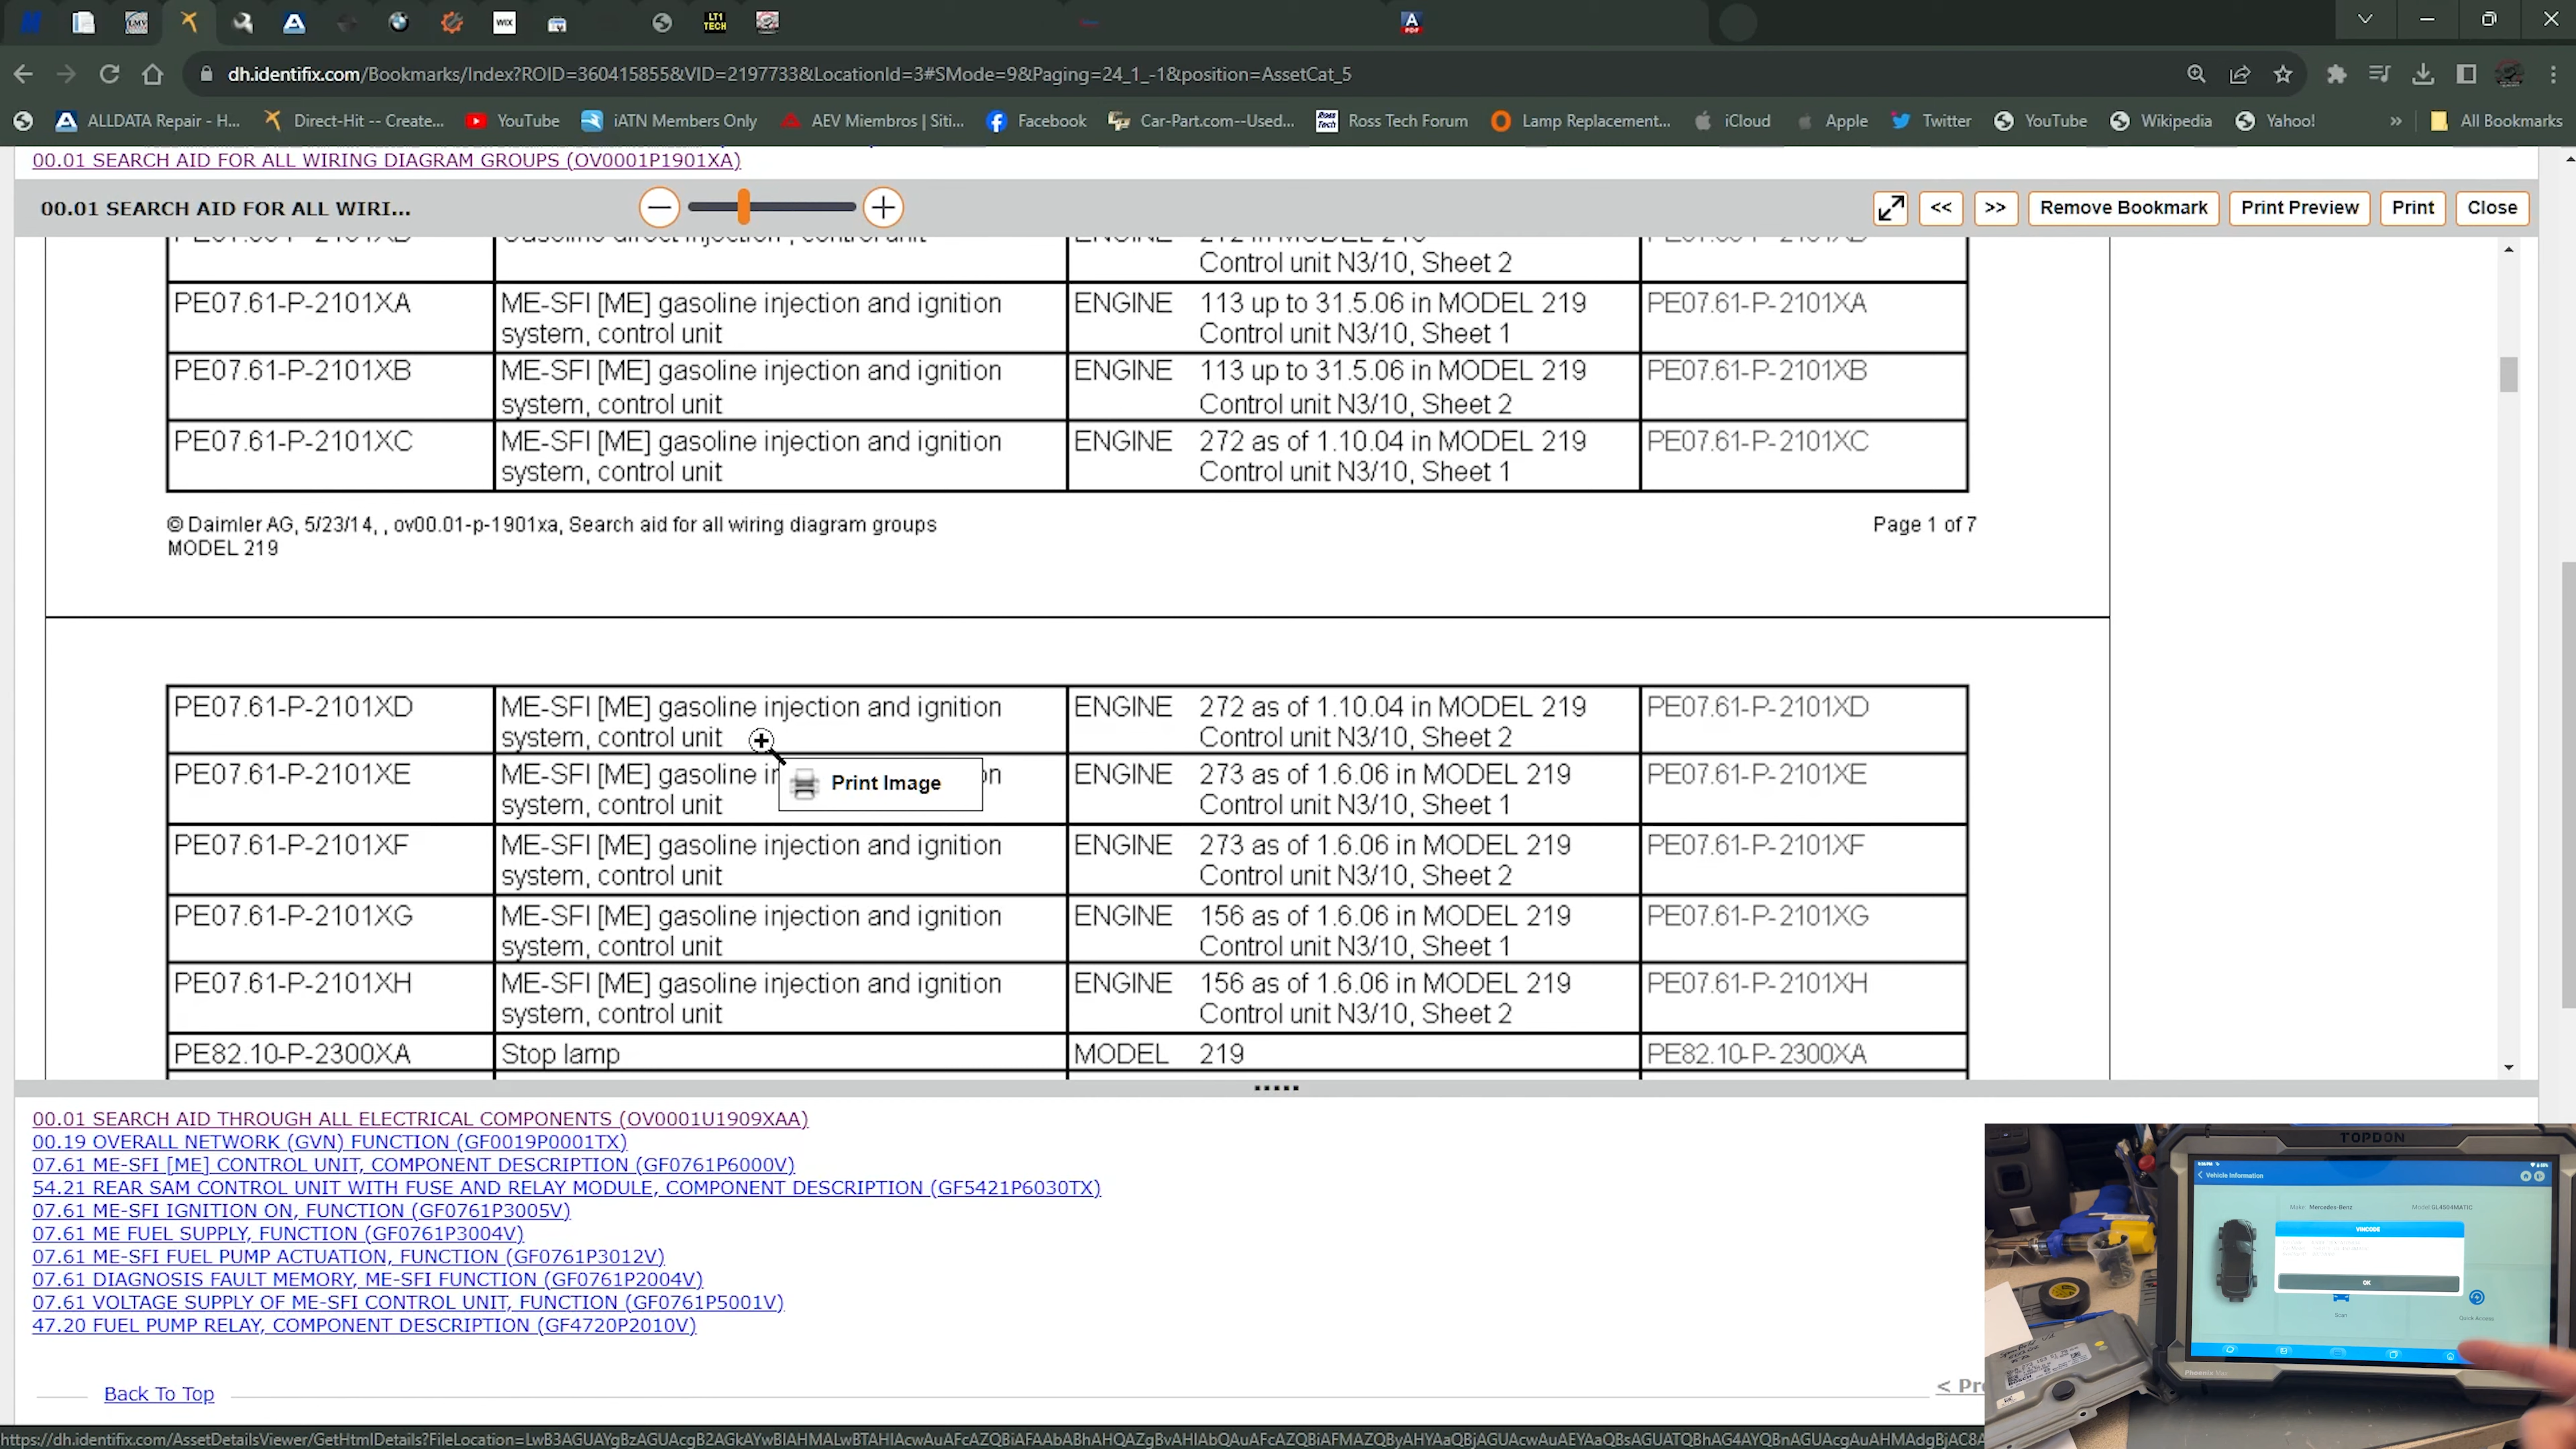 LMV
WIX
LT1
TECH
A
PDF
dh.identifix.com/Bookmarks/Index?ROID=360415855&VID=2197733&LocationId=3#SMode=9&Paging=24_1_-1&position=AssetCat_5
ALLDATA Repair - H... Direct-Hit -- Create... YouTube iATN Members Only AEV Miembros | Siti... Facebook Car-Part.com--Used... Ross Tech Ross Tech Forum Lamp Replacement... iCloud Apple Twitter YouTube Wikipedia Yahoo! » All Bookmarks
00.01 SEARCH AID FOR ALL WIRING DIAGRAM GROUPS (OV0001P1901XA)
00.01 SEARCH AID FOR ALL WIRI... << >> Remove Bookmark Print Preview Print Close
Control unit N3/10, Sheet 2
PE07.61-P-2101XA ME-SFI [ME] gasoline injection and ignition ENGINE 113 up to 31.5.06 in MODEL 219 PE07.61-P-2101XA
system, control unit Control unit N3/10, Sheet 1
PE07.61-P-2101XB ME-SFI [ME] gasoline injection and ignition ENGINE 113 up to 31.5.06 in MODEL 219 PE07.61-P-2101XB
system, control unit Control unit N3/10, Sheet 2
PE07.61-P-2101XC ME-SFI [ME] gasoline injection and ignition ENGINE 272 as of 1.10.04 in MODEL 219 PE07.61-P-2101XC
system, control unit Control unit N3/10, Sheet 1
© Daimler AG, 5/23/14, , ov00.01-p-1901xa, Search aid for all wiring diagram groups Page 1 of 7
MODEL 219
PE07.61-P-2101XD ME-SFI [ME] gasoline injection and ignition ENGINE 272 as of 1.10.04 in MODEL 219 PE07.61-P-2101XD
system, control unit Control unit N3/10, Sheet 2
PE07.61-P-2101XE ME-SFI [ME] gasoline in on ENGINE 273 as of 1.6.06 in MODEL 219 PE07.61-P-2101XE
Print Image
system, control unit Control unit N3/10, Sheet 1
PE07.61-P-2101XF ME-SFI [ME] gasoline injection and ignition ENGINE 273 as of 1.6.06 in MODEL 219 PE07.61-P-2101XF
system, control unit Control unit N3/10, Sheet 2
PE07.61-P-2101XG ME-SFI [ME] gasoline injection and ignition ENGINE 156 as of 1.6.06 in MODEL 219 PE07.61-P-2101XG
system, control unit Control unit N3/10, Sheet 1
PE07.61-P-2101XH ME-SFI [ME] gasoline injection and ignition ENGINE 156 as of 1.6.06 in MODEL 219 PE07.61-P-2101XH
system, control unit Control unit N3/10, Sheet 2
PE82.10-P-2300XA Stop lamp MODEL 219 PE82.10-P-2300XA
00.01 SEARCH AID THROUGH ALL ELECTRICAL COMPONENTS (OV0001U1909XAA)
00.19 OVERALL NETWORK (GVN) FUNCTION (GF0019P0001TX)
07.61 ME-SFI [ME] CONTROL UNIT, COMPONENT DESCRIPTION (GF0761P6000V)
54.21 REAR SAM CONTROL UNIT WITH FUSE AND RELAY MODULE, COMPONENT DESCRIPTION (GF5421P6030TX)
07.61 ME-SFI IGNITION ON, FUNCTION (GF0761P3005V)
07.61 ME FUEL SUPPLY, FUNCTION (GF0761P3004V)
07.61 ME-SFI FUEL PUMP ACTUATION, FUNCTION (GF0761P3012V)
07.61 DIAGNOSIS FAULT MEMORY, ME-SFI FUNCTION (GF0761P2004V)
07.61 VOLTAGE SUPPLY OF ME-SFI CONTROL UNIT, FUNCTION (GF0761P5001V)
47.20 FUEL PUMP RELAY, COMPONENT DESCRIPTION (GF4720P2010V)
Back To Top
< Pr
TOPDON
Vehicle Information
Make: Mercedes-Benz Model: GL4504MATIC
VINCODE
OK
Scan Quick Access
Phoenix Max